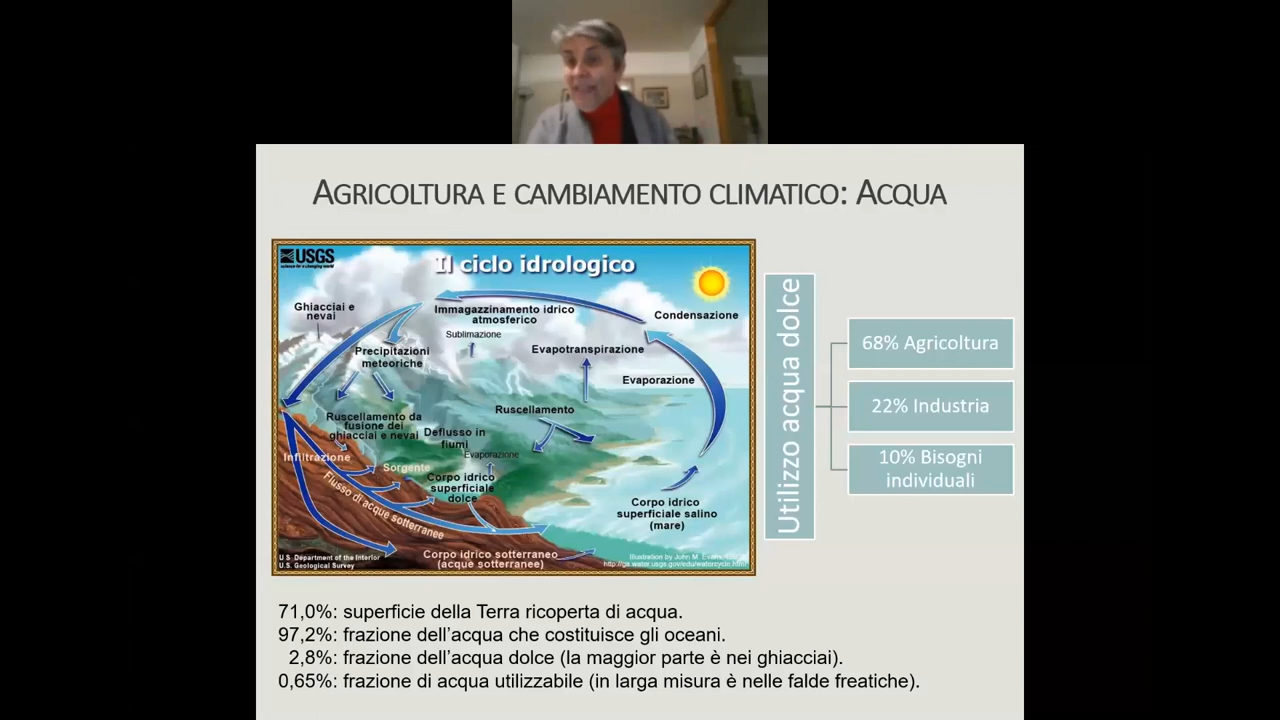 AGRICOLTURA E CAMBIAMENTO CLIMATICO: ACQUA
USGS
science for a changing world
Il ciclo idrologico
Ghiacciai e
nevai
Immagazzinamento idrico
atmosferico
Condensazione
Sublimazione
Precipitazioni
meteoriche
Evapotraspirazione
Evaporazione
Ruscellamento da
fusione dei
ghiacciai e nevai
Ruscellamento
Deflusso in
fiumi
Evaporazione
Infiltrazione
Sorgente
Corpo idrico
superficiale
dolce
Flusso di acque sotterranee
Corpo idrico
superficiale salino
(mare)
Corpo idrico sotterraneo
(acque sotterranee)
U.S. Department of the Interior
U.S. Geological Survey
Illustration by John M. Evans, USGS
http://ga.water.usgs.gov/edu/watercycle.html
Utilizzo acqua dolce
68% Agricoltura
22% Industria
10% Bisogni
individuali
71,0%: superficie della Terra ricoperta di acqua.
97,2%: frazione dell'acqua che costituisce gli oceani.
2,8%: frazione dell'acqua dolce (la maggior parte è nei ghiacciai).
0,65%: frazione di acqua utilizzabile (in larga misura è nelle falde freatiche).